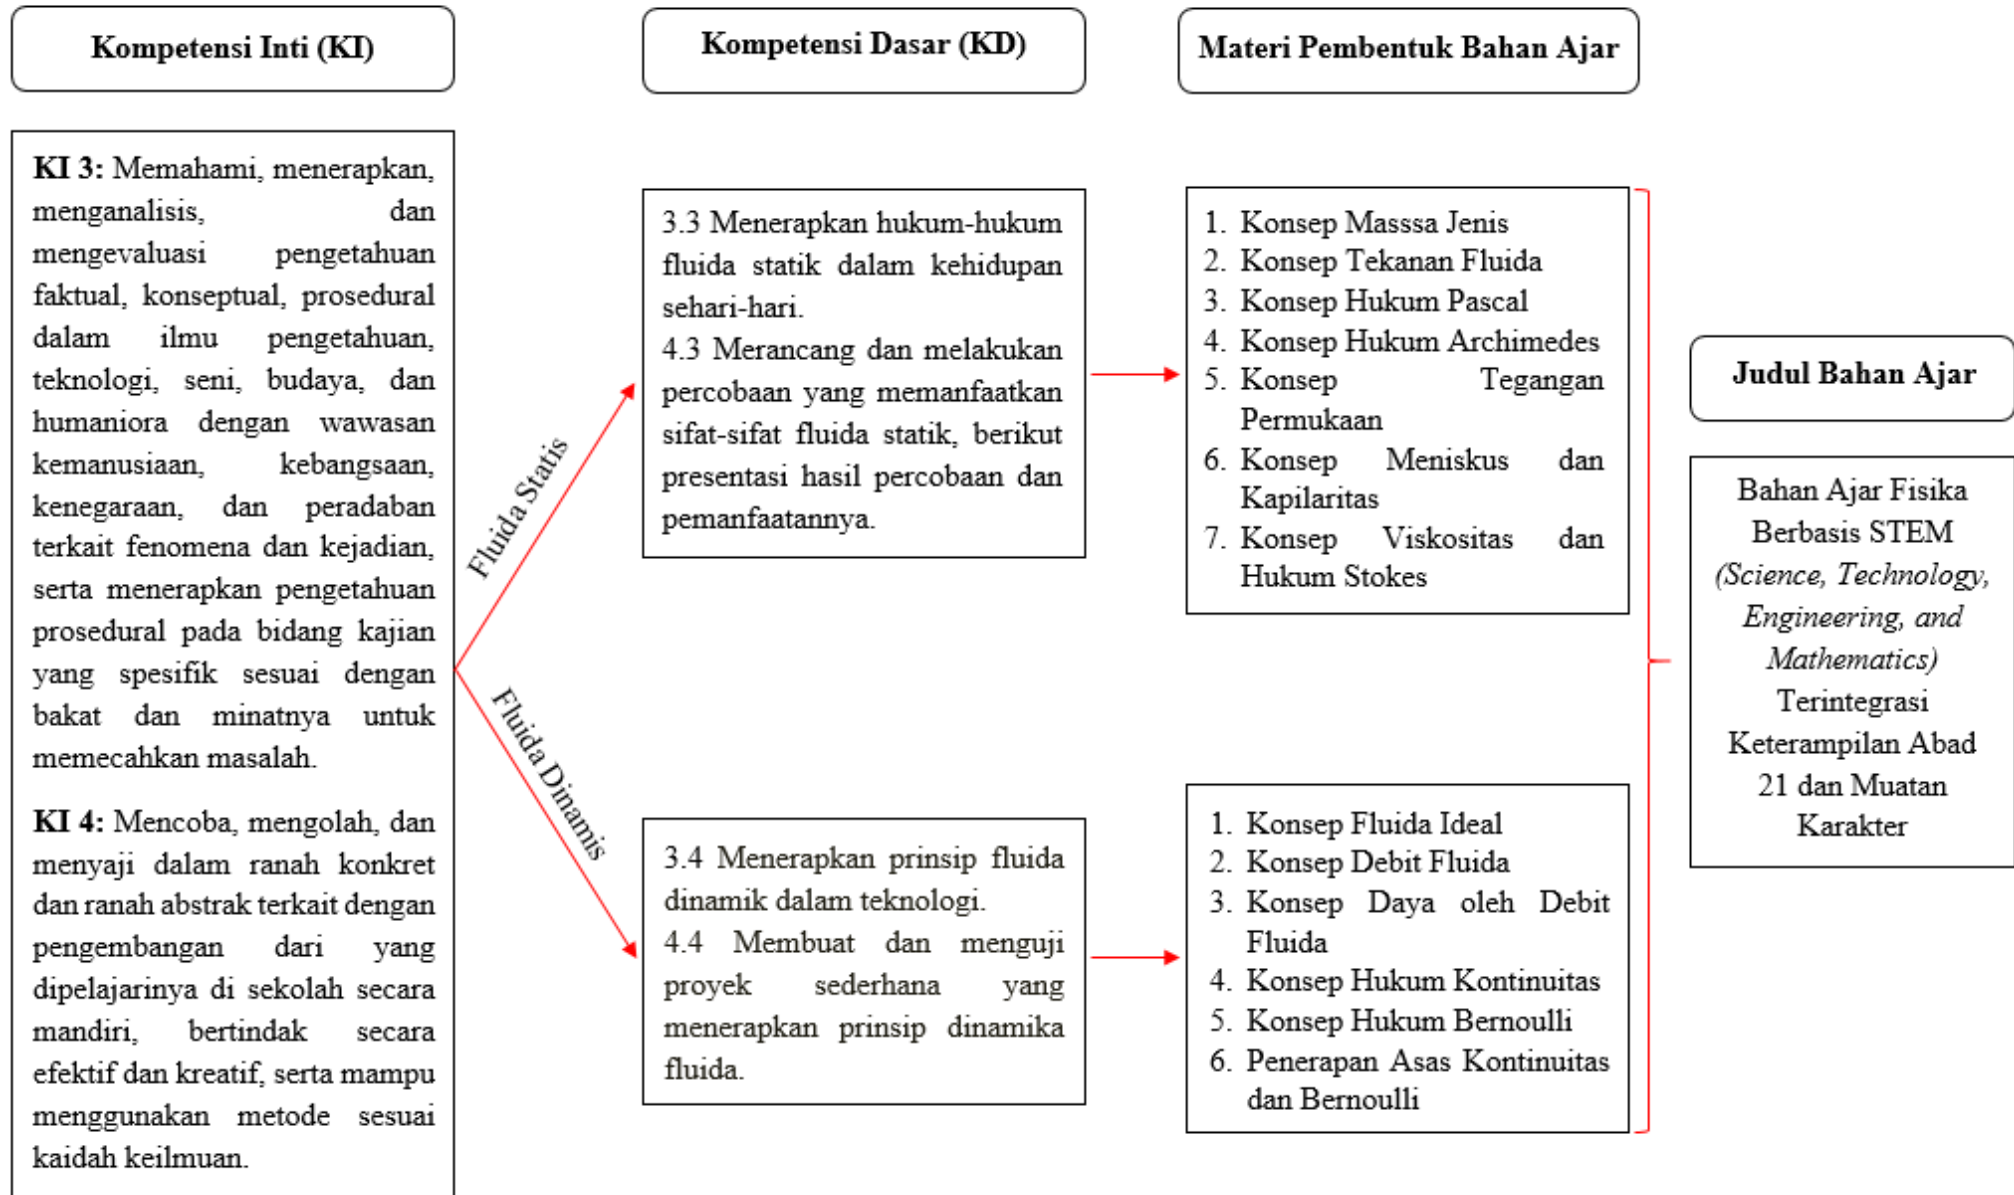 Kompetensi Inti (KI)
Kompetensi Dasar (KD)
Materi Pembentuk Bahan Ajar
KI 3: Memahami, menerapkan,
menganalisis, dan
mengevaluasi pengetahuan
faktual, konseptual, prosedural
dalam ilmu pengetahuan,
teknologi, seni, budaya, dan
humaniora dengan wawasan
kemanusiaan, kebangsaan,
kenegaraan, dan peradaban
terkait fenomena dan kejadian,
serta menerapkan pengetahuan
prosedural pada bidang kajian
yang spesifik sesuai dengan
bakat dan minatnya untuk
memecahkan masalah.
KI 4: Mencoba, mengolah, dan
menyaji dalam ranah konkret
dan ranah abstrak terkait dengan
pengembangan dari yang
dipelajarinya di sekolah secara
mandiri, bertindak secara
efektif dan kreatif, serta mampu
menggunakan metode sesuai
kaidah keilmuan.
Fluida Statis
Fluida Dinamis
3.3 Menerapkan hukum-hukum
fluida statik dalam kehidupan
sehari-hari.
4.3 Merancang dan melakukan
percobaan yang memanfaatkan
sifat-sifat fluida statik, berikut
presentasi hasil percobaan dan
pemanfaatannya.
3.4 Menerapkan prinsip fluida
dinamik dalam teknologi.
4.4 Membuat dan menguji
proyek sederhana yang
menerapkan prinsip dinamika
fluida.
1. Konsep Masssa Jenis
2. Konsep Tekanan Fluida
3. Konsep Hukum Pascal
4. Konsep Hukum Archimedes
5. Konsep Tegangan
Permukaan
6. Konsep Meniskus dan
Kapilaritas
7. Konsep Viskositas dan
Hukum Stokes
1. Konsep Fluida Ideal
2. Konsep Debit Fluida
3. Konsep Daya oleh Debit
Fluida
4. Konsep Hukum Kontinuitas
5. Konsep Hukum Bernoulli
6. Penerapan Asas Kontinuitas
dan Bernoulli
Judul Bahan Ajar
Bahan Ajar Fisika
Berbasis STEM
(Science, Technology,
Engineering, and
Mathematics)
Terintegrasi
Keterampilan Abad
21 dan Muatan
Karakter